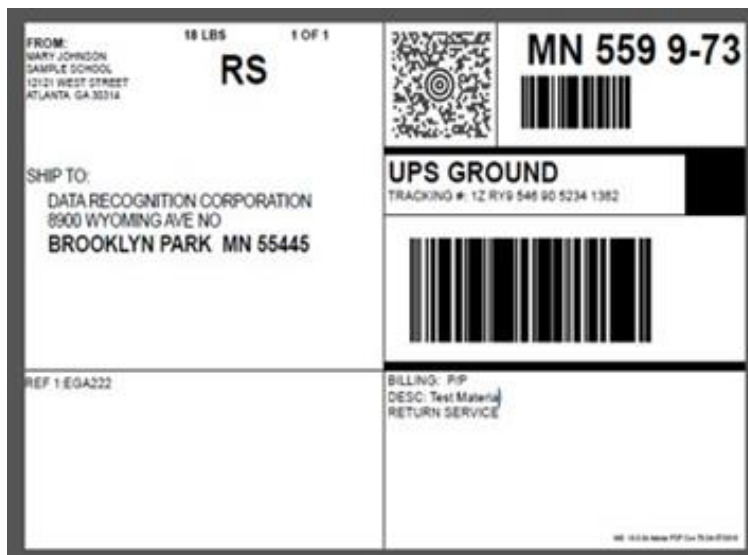 18 LBS 1 OF 1
FROM:
MARY JOHNSON
SAMPLE SCHOOL
12121 WEST STREET
ATLANTA GA 30314
RS
SHIP TO:
DATA RECOGNITION CORPORATION
8900 WYOMING AVE NO
BROOKLYN PARK MN 55445
MN 559 9-73
UPS GROUND
TRACKING #: 1Z RY9 546 90 5234 1362
REF 1:EGA222
BILLING: P/P
DESC: Test Material
RETURN SERVICE